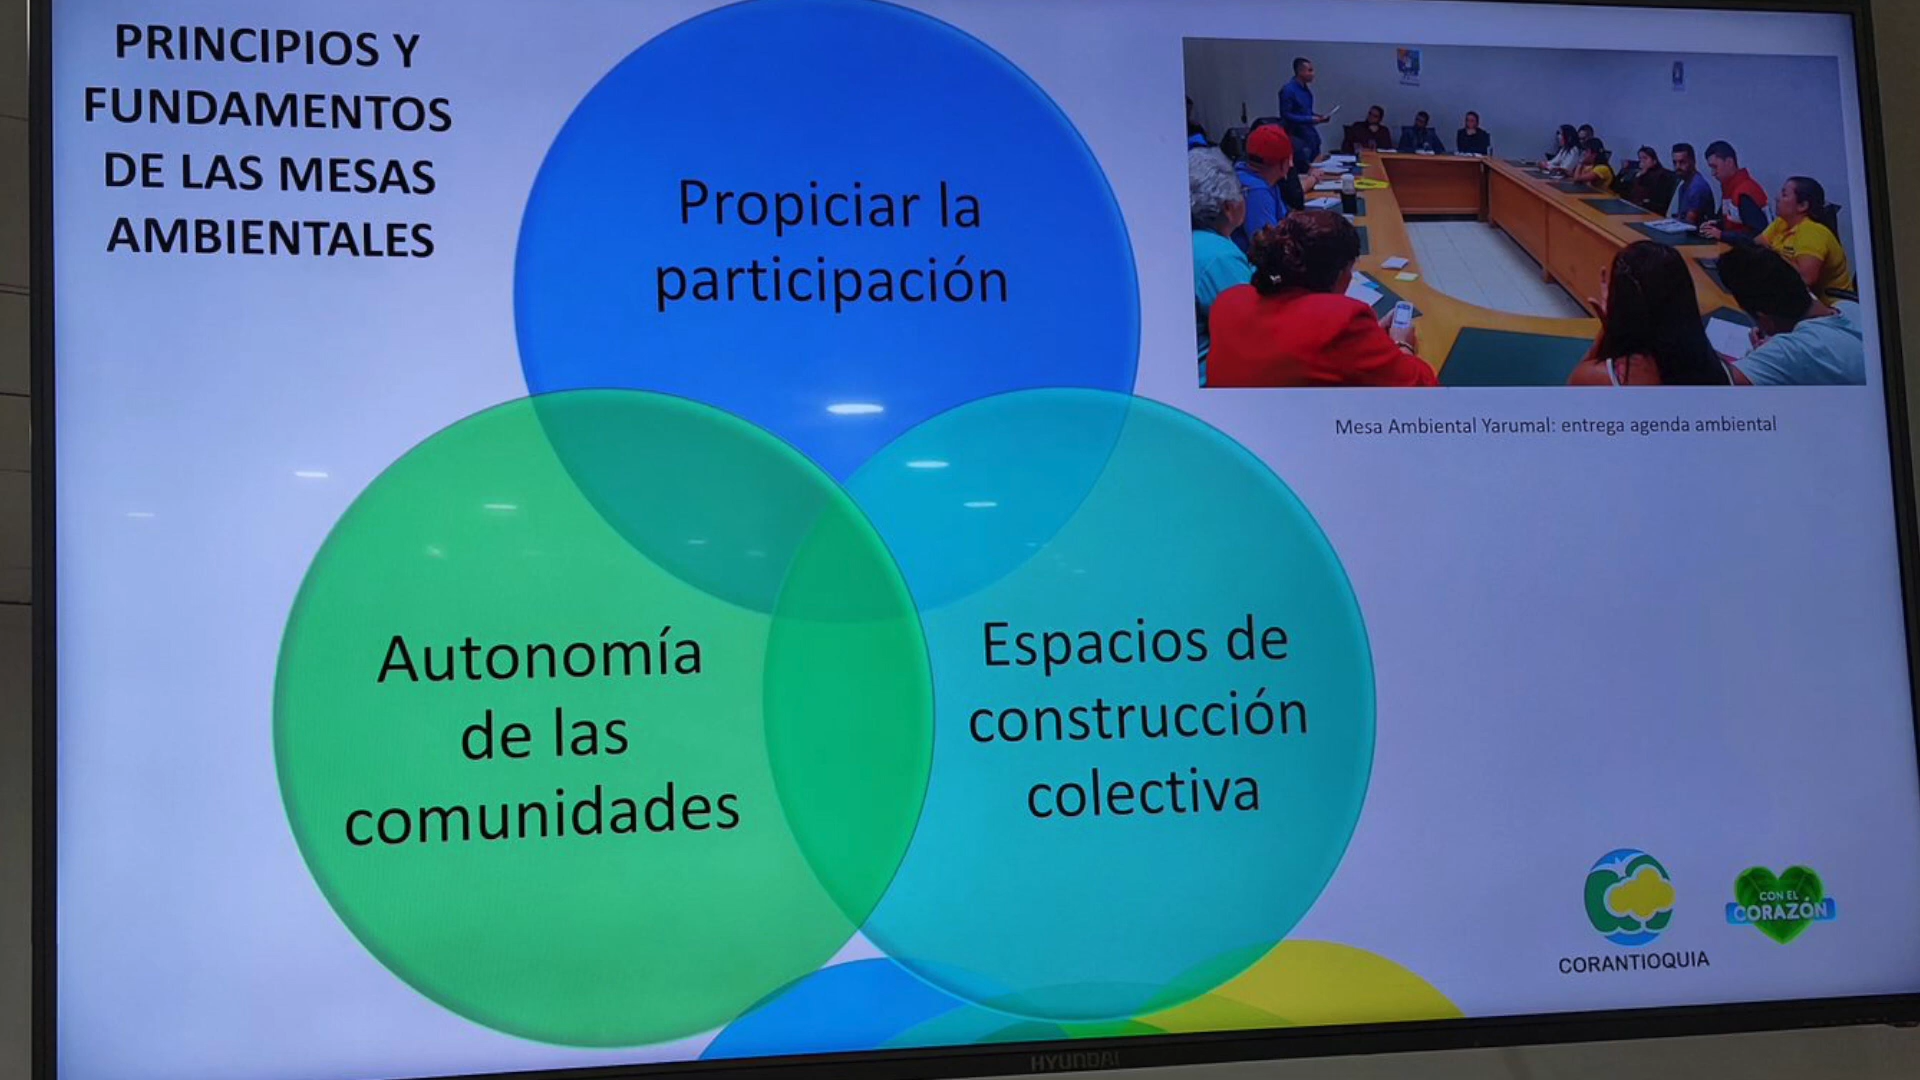 PRINCIPIOS Y
FUNDAMENTOS
DE LAS MESAS
AMBIENTALES
Propiciar la
participación
Mesa Ambiental Yarumal: entrega agenda ambiental
Autonomía
de las
comunidades
Espacios de
construcción
colectiva
CORANTIOQUIA
CON EL
CORAZÓN
HYUNDAI